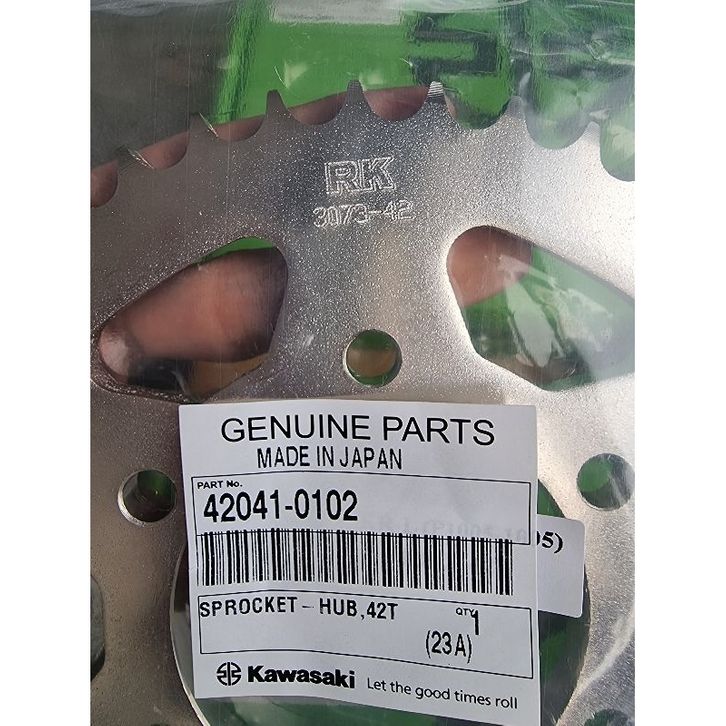 RK
3073-42
GENUINE PARTS
MADE IN JAPAN
PART No.
42041-0102
SPROCKET-HUB,42T
QTY 1
(23A)
Kawasaki Let the good times roll